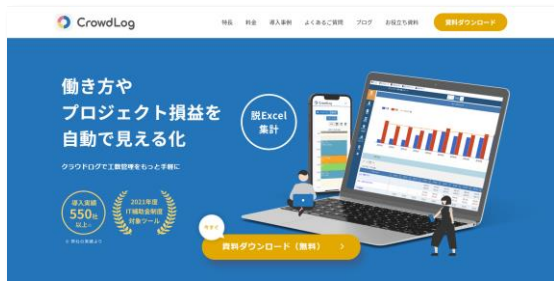 CrowdLog
特長 料金 導入事例 よくあるご質問 ブログ お役立ち資料 資料ダウンロード
働き方や
プロジェクト損益を
自動で見える化
脱Excel
集計
クラウドログで工数管理をもっと手軽に
導入実績
550社
以上※
2021年度
IT補助金制度
対象ツール
今すぐ
資料ダウンロード（無料）